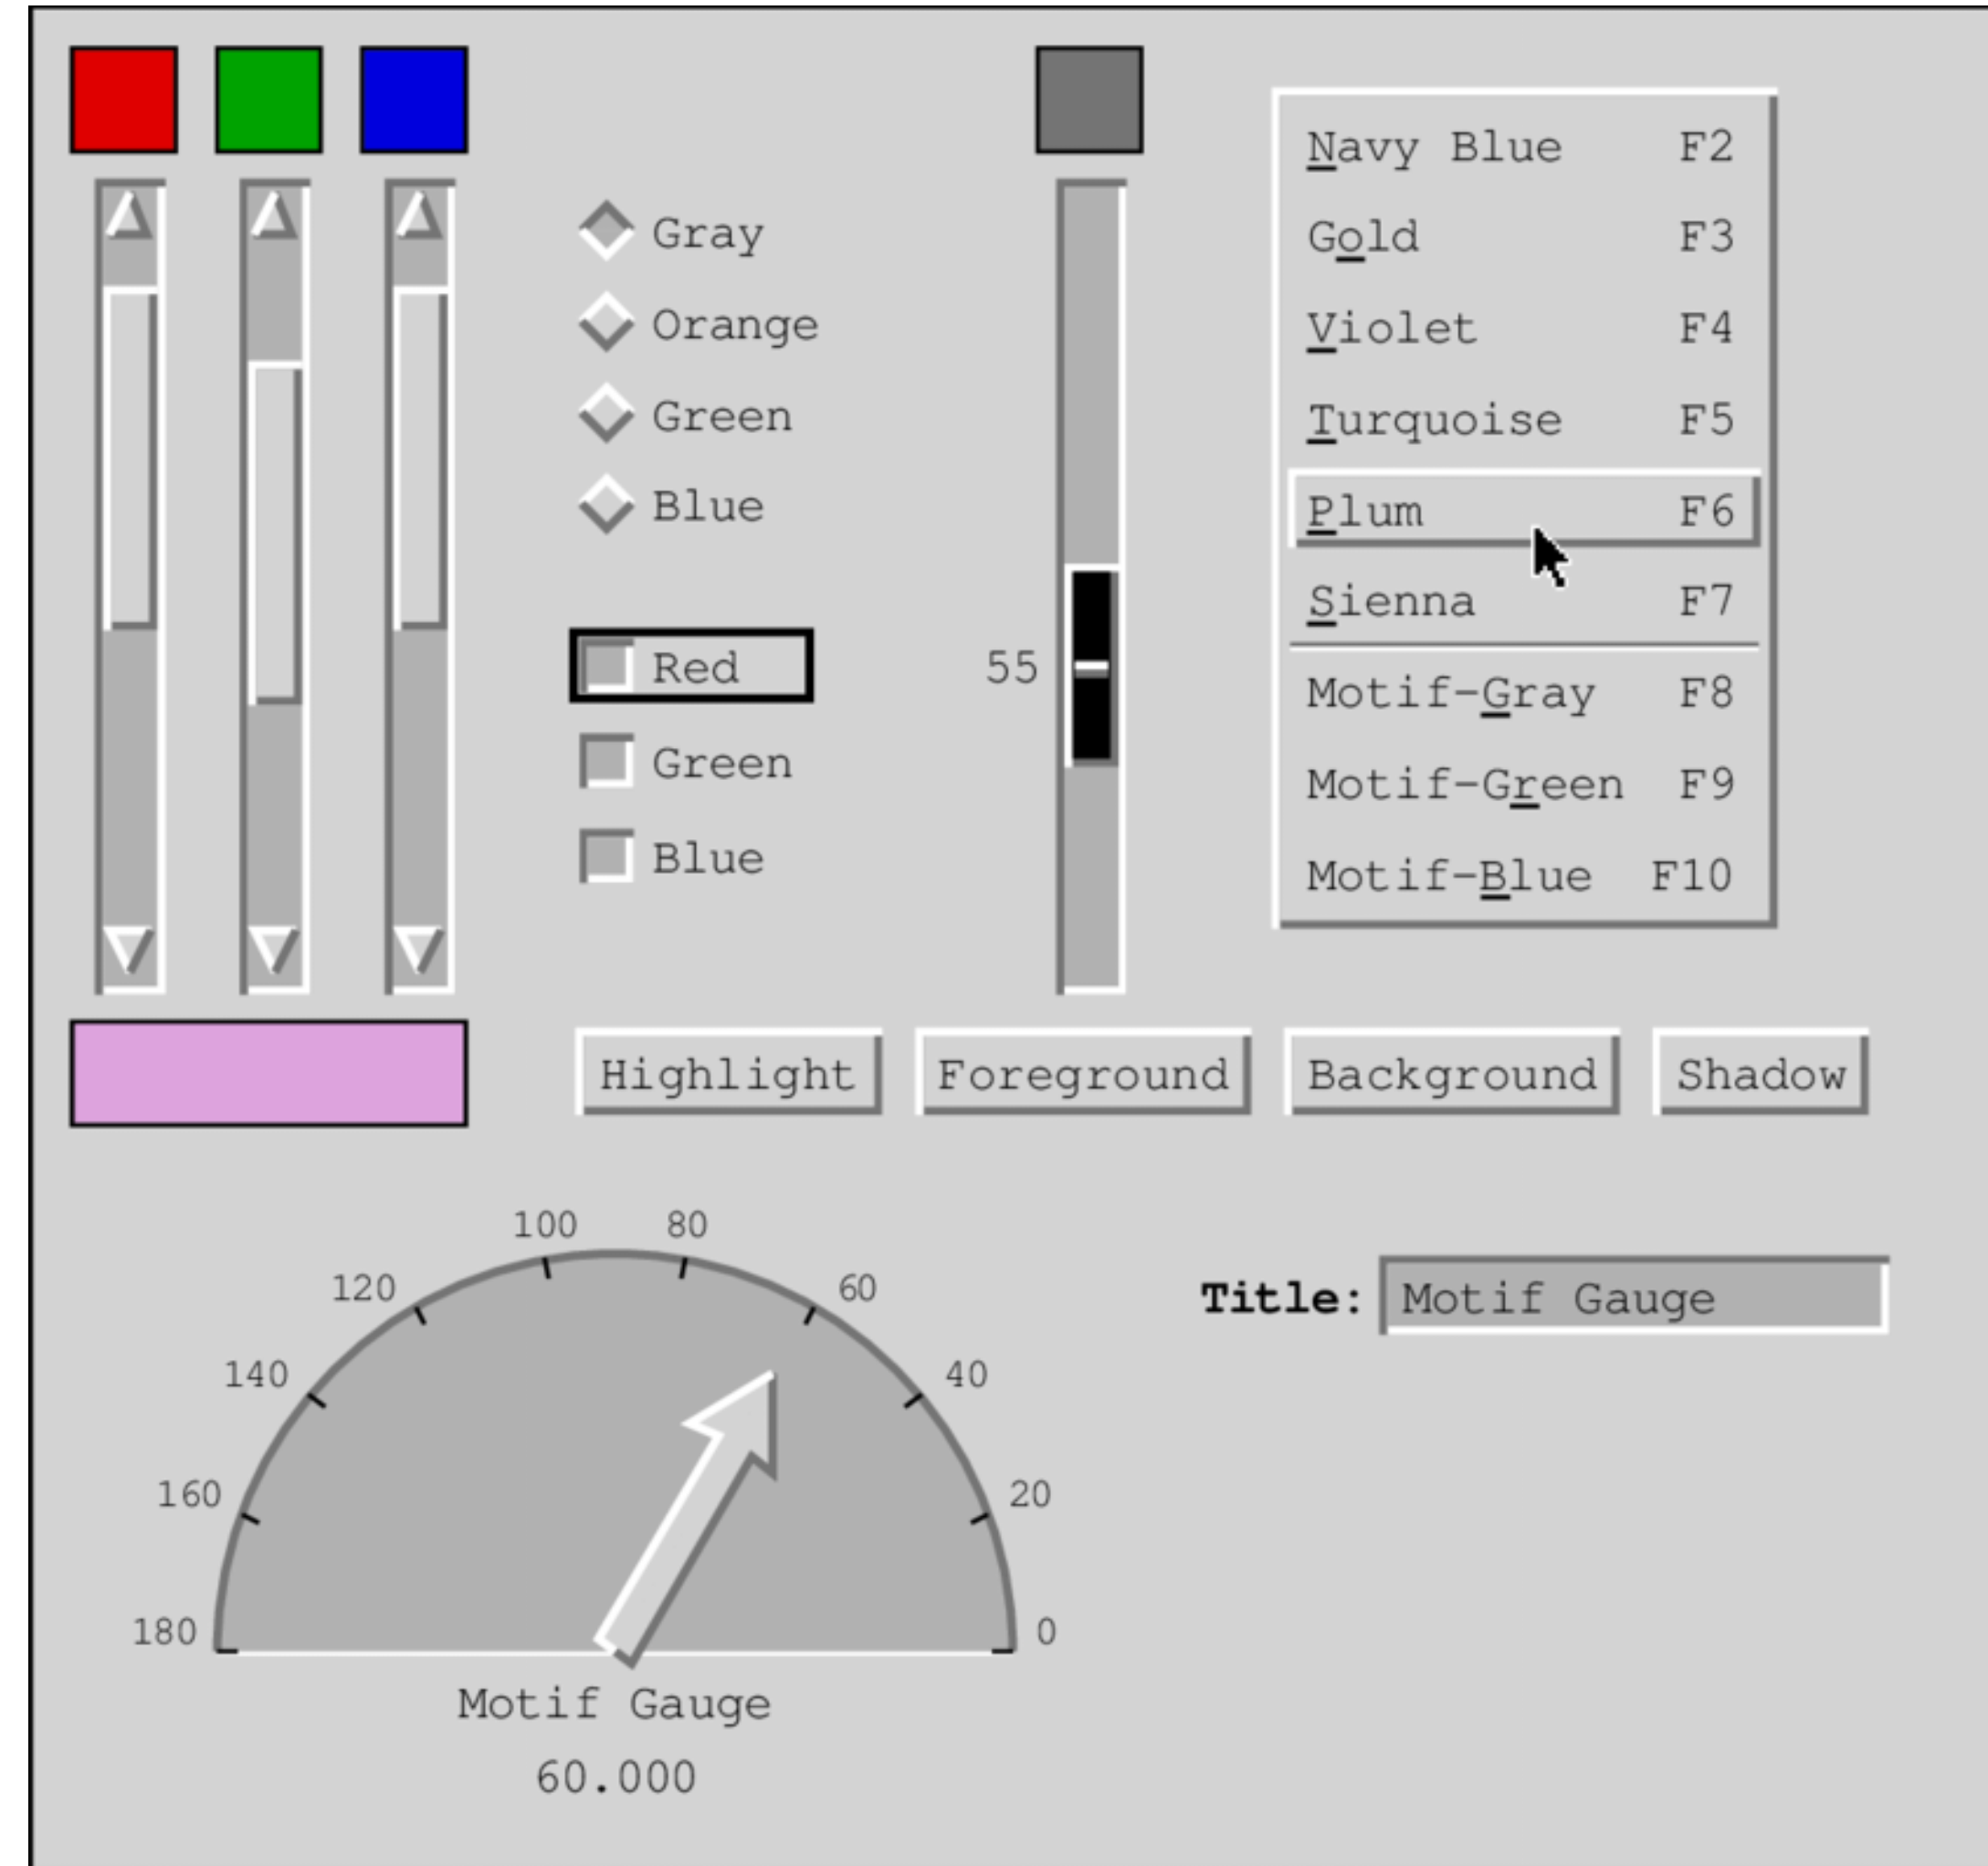 Gray
Orange
Green
Blue
Red
Green
Blue
55
Navy Blue F2
Gold F3
Violet F4
Turquoise F5
Plum F6
Sienna F7
Motif-Gray F8
Motif-Green F9
Motif-Blue F10
Highlight Foreground Background Shadow
100 80
120 60
140 40
160 20
180 0
Motif Gauge
60.000
Title: Motif Gauge